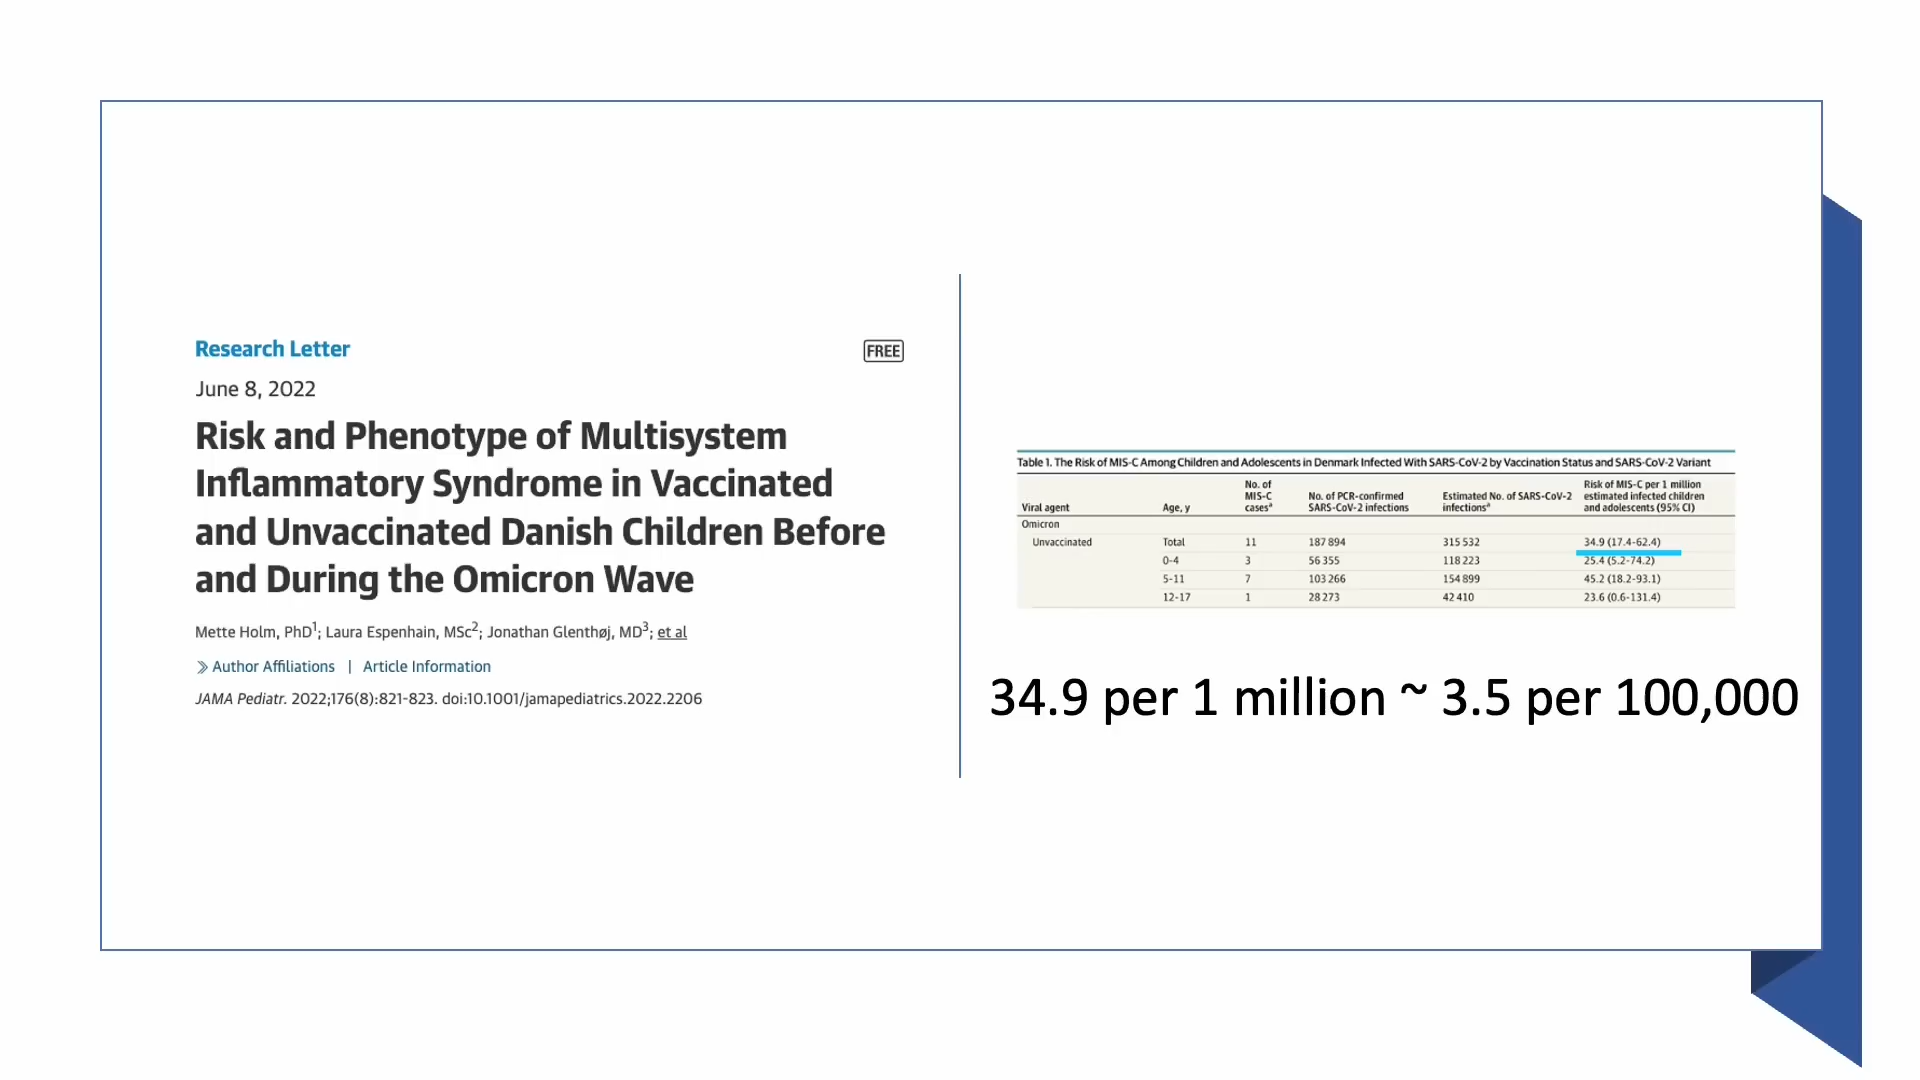 Research Letter
FREE
June 8, 2022
Risk and Phenotype of Multisystem
Inflammatory Syndrome in Vaccinated
and Unvaccinated Danish Children Before
and During the Omicron Wave
Mette Holm, PhD1; Laura Espenhain, MSc2; Jonathan Glenthøj, MD3; et al
Author Affiliations | Article Information
JAMA Pediatr. 2022;176(8):821-823. doi:10.1001/jamapediatrics.2022.2206
Table 1. The Risk of MIS-C Among Children and Adolescents in Denmark Infected With SARS-CoV-2 by Vaccination Status and SARS-CoV-2 Variant
Viral agent Age, y No. of MIS-C casesa No. of PCR-confirmed SARS-CoV-2 infections Estimated No. of SARS-CoV-2 infectionsa Risk of MIS-C per 1 million estimated infected children and adolescents (95% CI)
Omicron
Unvaccinated Total 11 187 894 315 532 34.9 (17.4-62.4)
0-4 3 56 355 118 223 25.4 (5.2-74.2)
5-11 7 103 266 154 899 45.2 (18.2-93.1)
12-17 1 28 273 42 410 23.6 (0.6-131.4)
34.9 per 1 million ~ 3.5 per 100,000